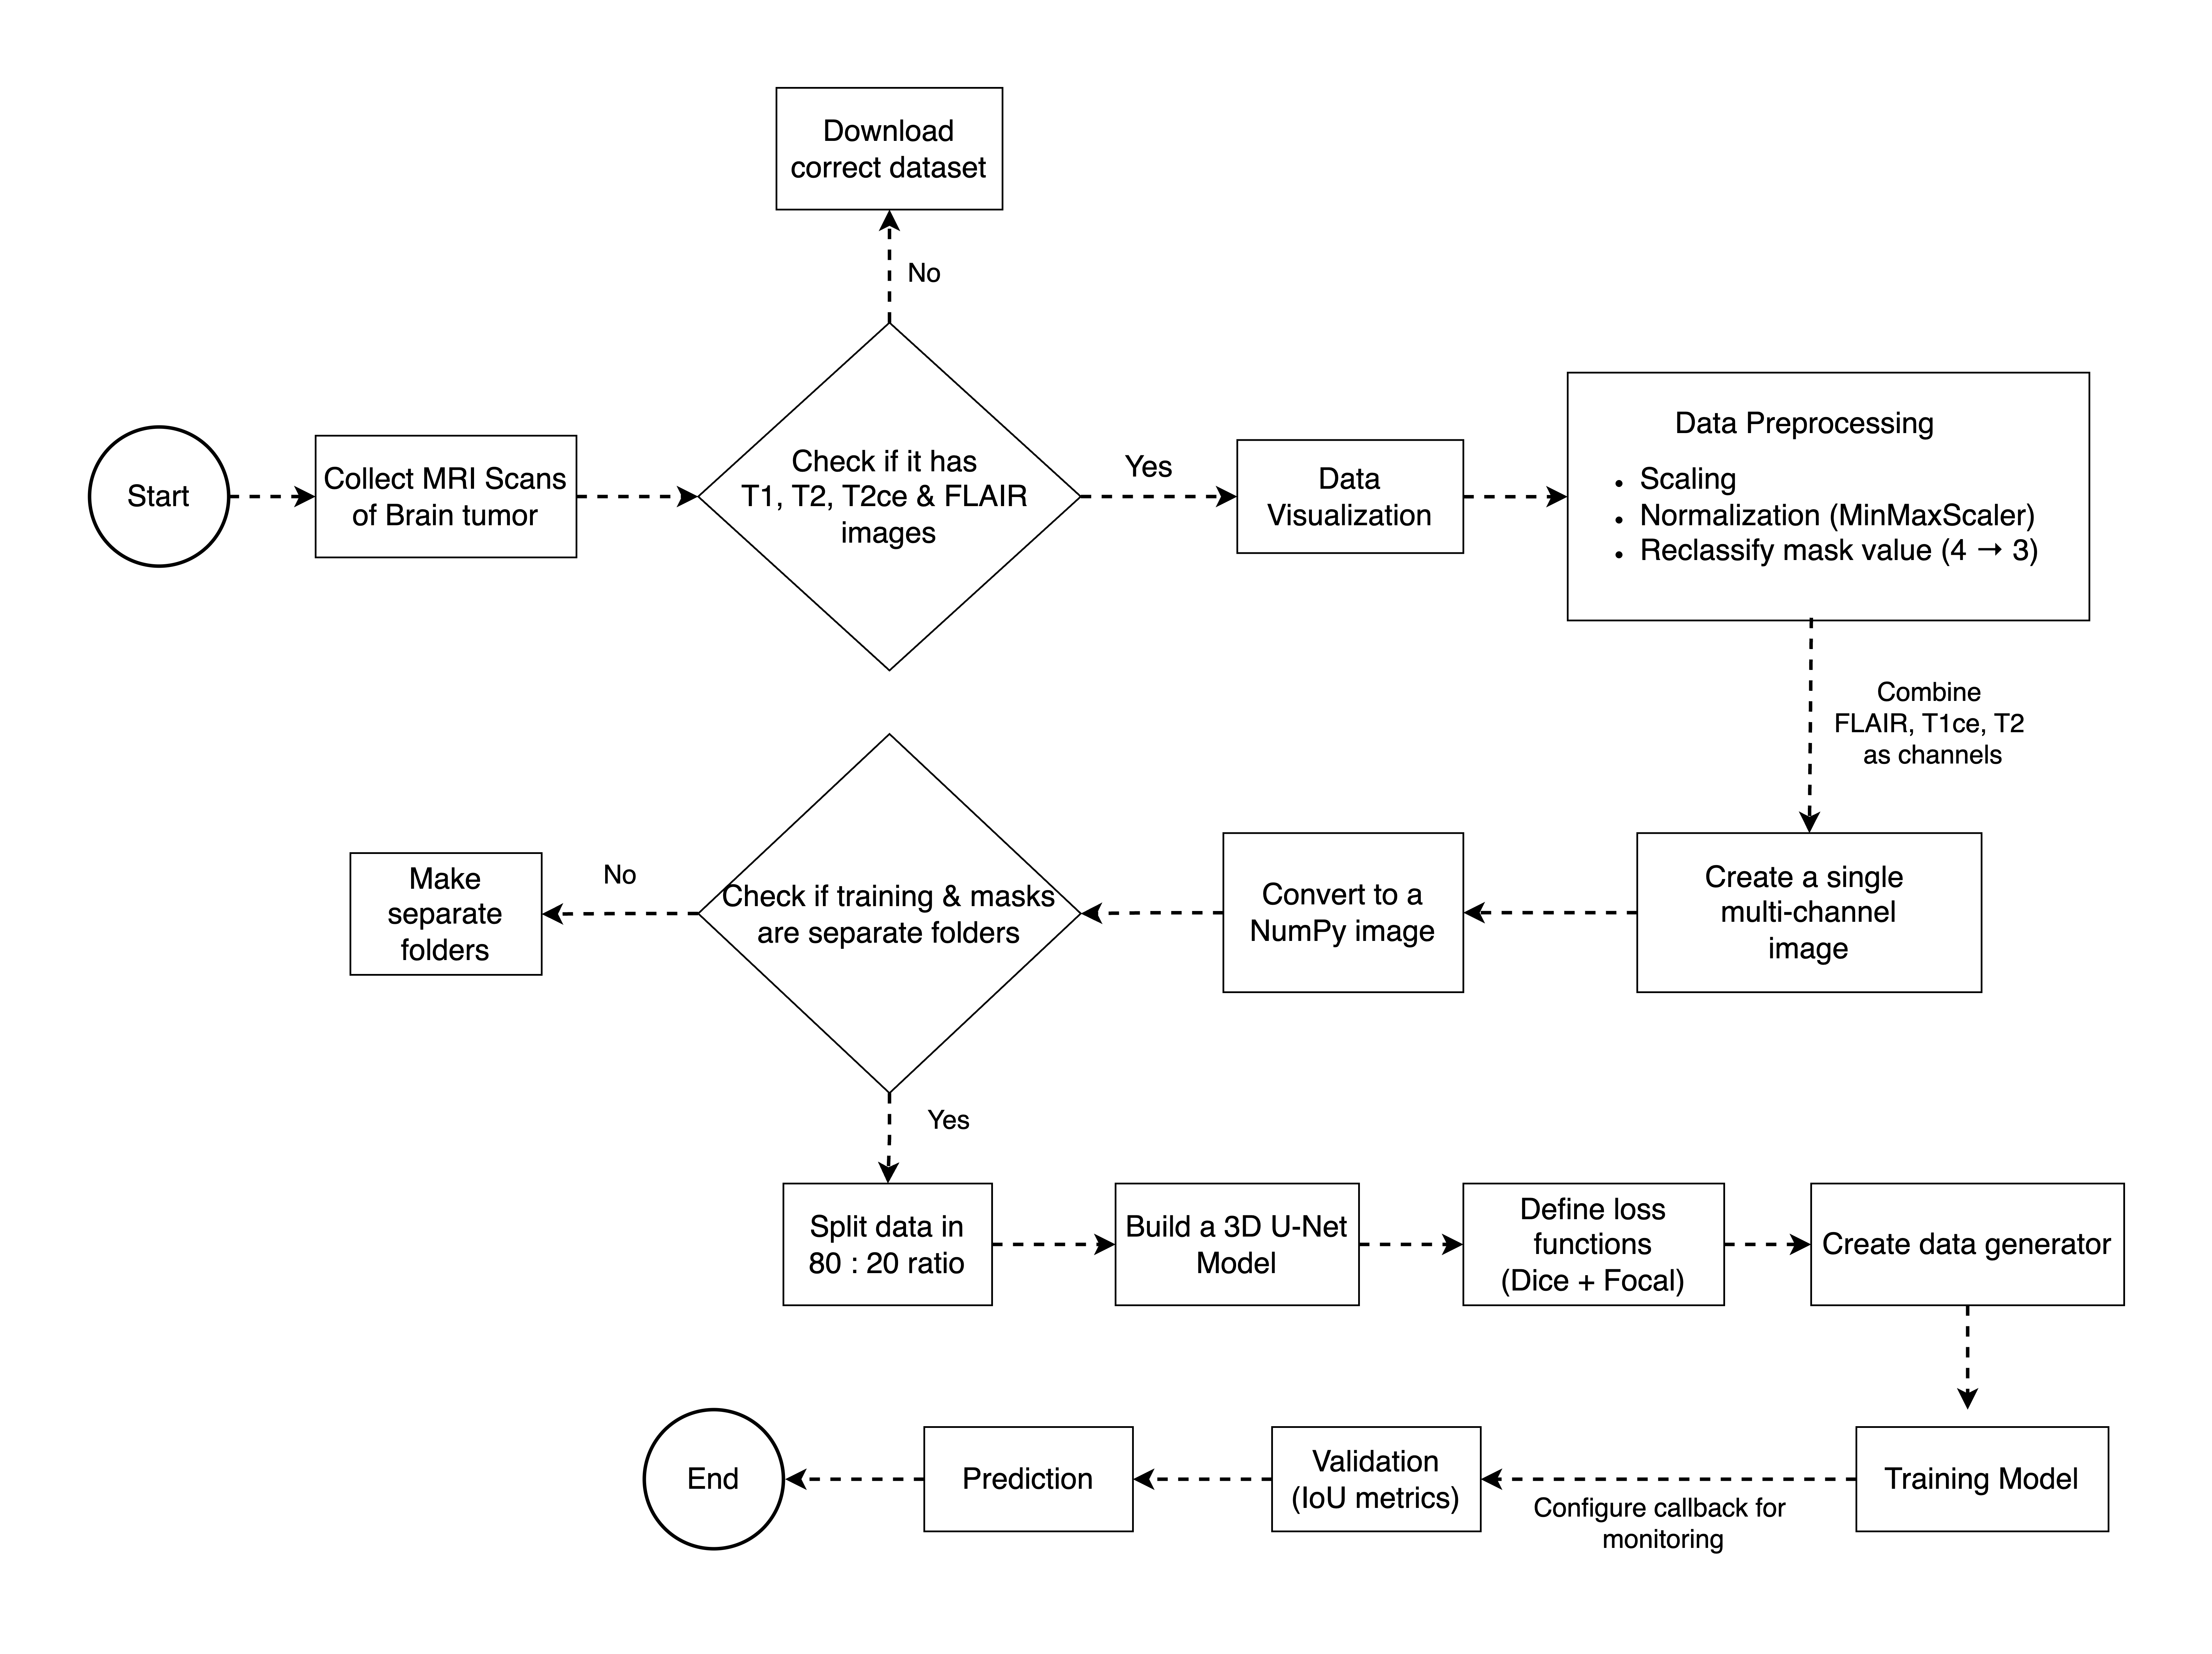 Download
correct dataset
No
Start
Collect MRI Scans
of Brain tumor
Check if it has
T1, T2, T2ce & FLAIR
images
Yes
Data
Visualization
Data Preprocessing
• Scaling
• Normalization (MinMaxScaler)
• Reclassify mask value (4 → 3)
Combine
FLAIR, T1ce, T2
as channels
Create a single
multi-channel
image
Convert to a
NumPy image
Check if training & masks
are separate folders
No
Make
separate
folders
Yes
Split data in
80 : 20 ratio
Build a 3D U-Net
Model
Define loss
functions
(Dice + Focal)
Create data generator
Training Model
Configure callback for
monitoring
Validation
(IoU metrics)
Prediction
End